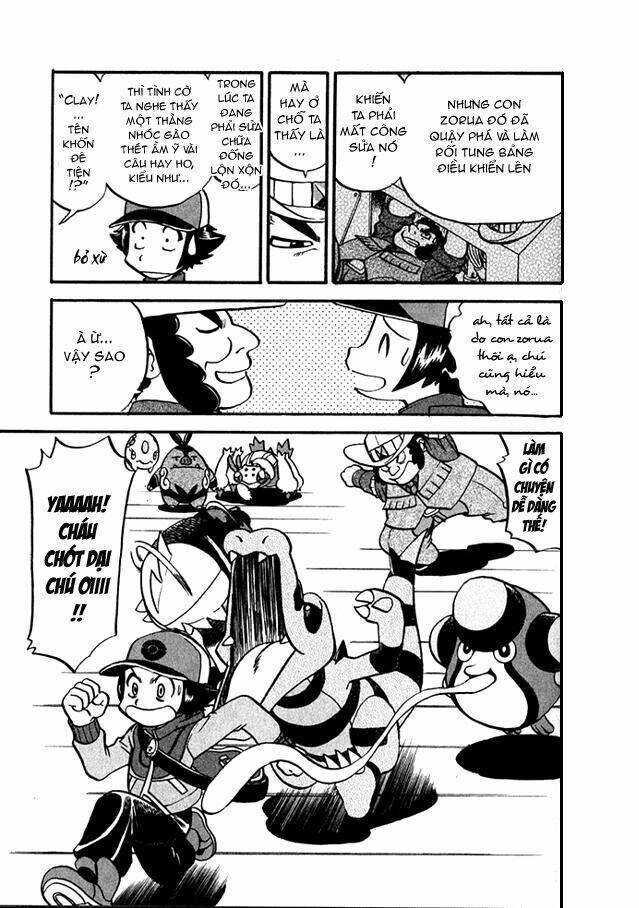 NHƯNG CON
ZORUA ĐÓ ĐÃ
QUẬY PHÁ VÀ LÀM
RỐI TUNG BẢNG
ĐIỀU KHIỂN LÊN
KHIẾN
TA PHẢI
MẤT CÔNG
SỬA NÓ
!
MÀ
HAY Ở
CHỖ TA
THẤY LÀ
...
TRONG
LÚC TA
ĐANG
PHẢI SỬA
CHỮA
ĐỐNG
LỘN XỘN
ĐÓ...
THÌ TÌNH CỜ
TA NGHE THẤY
MỘT THẰNG
NHÓC GÀO
THÉT ẦM Ỹ VÀI
CÂU HAY HO,
KIỂU NHƯ...
"CLAY!
...
TÊN
KHỐN
ĐÊ
TIỆN
!?"
bỏ xừ
ah, tất cả là
do con zorua
thôi ạ, chú
cũng hiểu
mà, nó...
À Ừ...
VẬY SAO
?
LÀM
GÌ CÓ
CHUYỆN
DỄ DÀNG
THẾ!
YAAAAH!
CHÁU
CHÓT DẠI
CHÚ ƠIIII
!!